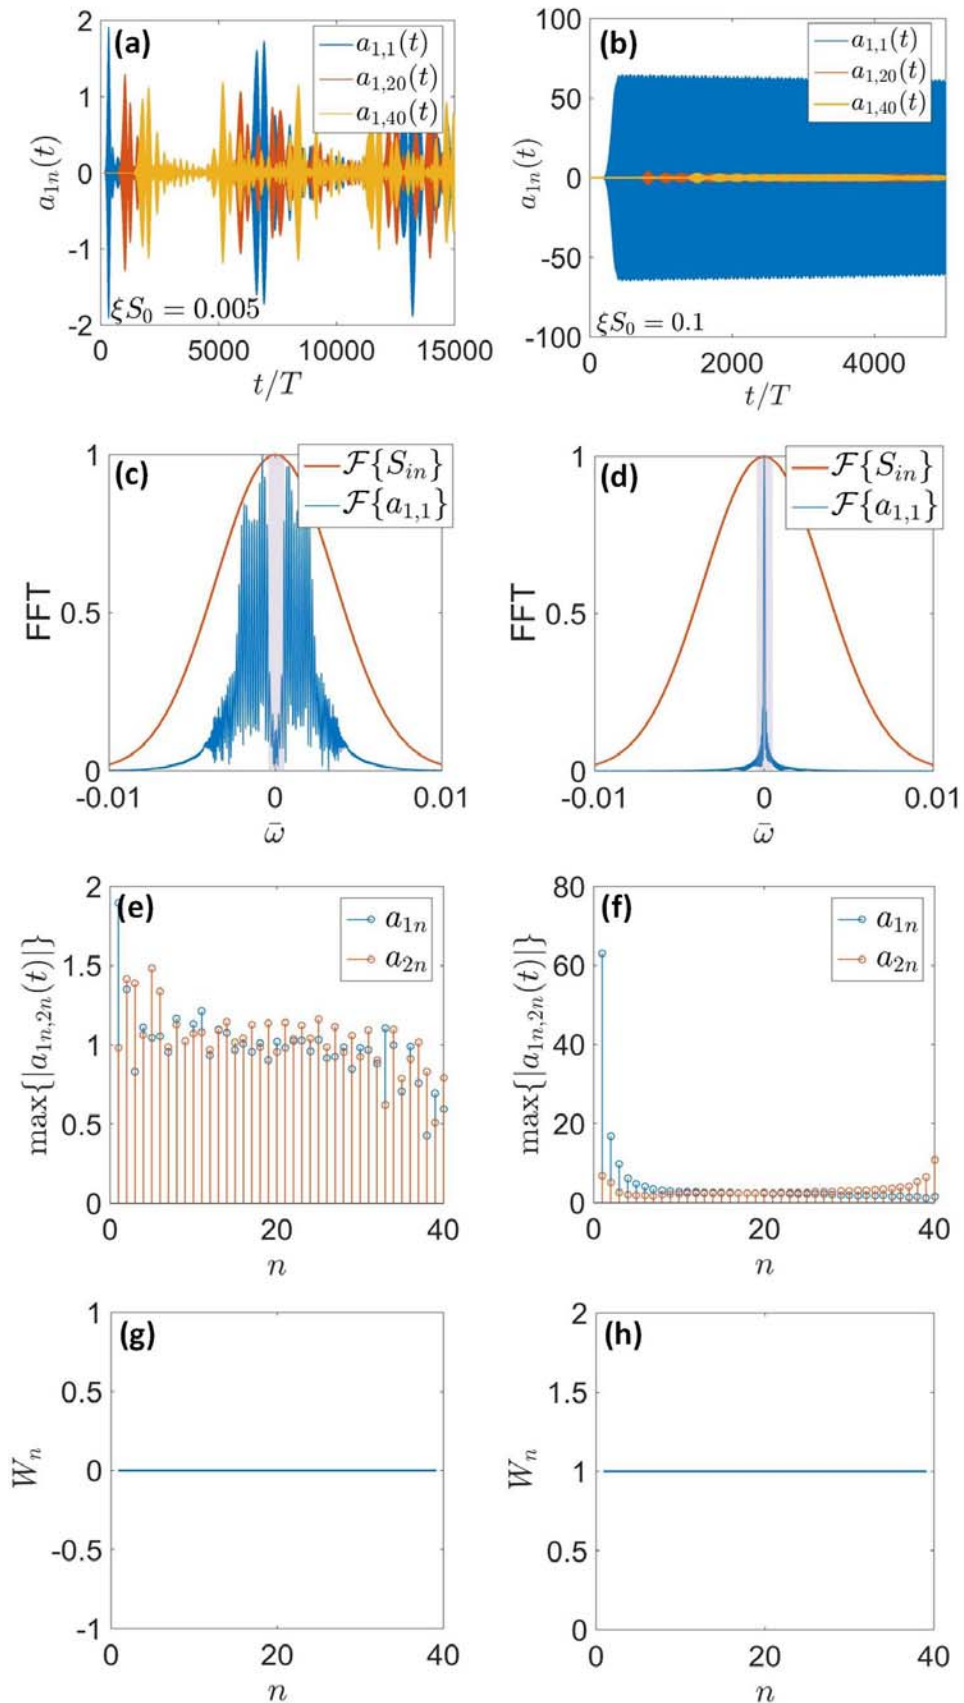 (a)
a_{1,1}(t)
a_{1,20}(t)
a_{1,40}(t)
2
1
0
-1
-2
a_{1n}(t)
ξS_0 = 0.005
0 5000 10000 15000
t/T
(b)
a_{1,1}(t)
a_{1,20}(t)
a_{1,40}(t)
100
50
0
-50
-100
a_{1n}(t)
ξS_0 = 0.1
0 2000 4000
t/T
(c)
F{S_{in}}
F{a_{1,1}}
1
0.5
0
FFT
-0.01 0 0.01
ω̄
(d)
F{S_{in}}
F{a_{1,1}}
1
0.5
0
FFT
-0.01 0 0.01
ω̄
(e)
a_{1n}
a_{2n}
2
1.5
1
0.5
0
max{|a_{1n,2n}(t)|}
0 20 40
n
(f)
a_{1n}
a_{2n}
80
60
40
20
0
max{|a_{1n,2n}(t)|}
0 20 40
n
(g)
1
0.5
0
-0.5
-1
W_n
0 20 40
n
(h)
2
1.5
1
0.5
0
W_n
0 20 40
n